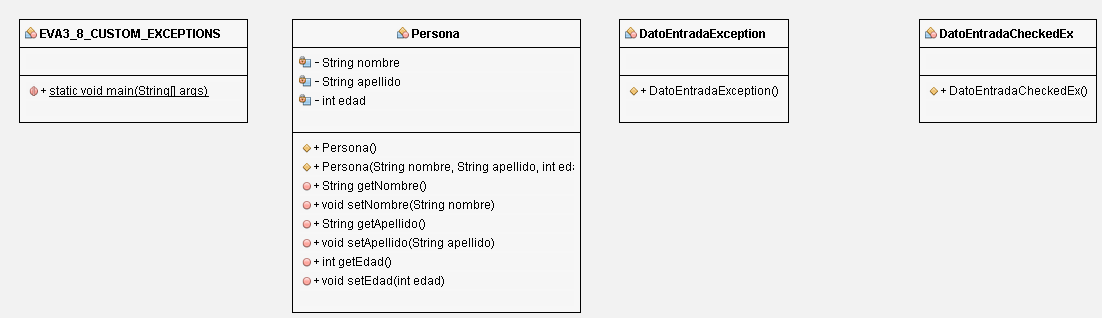 EVA3_8_CUSTOM_EXCEPTIONS
+ static void main(String[] args)
Persona
- String nombre
- String apellido
- int edad
+ Persona()
+ Persona(String nombre, String apellido, int eda
+ String getNombre()
+ void setNombre(String nombre)
+ String getApellido()
+ void setApellido(String apellido)
+ int getEdad()
+ void setEdad(int edad)
DatoEntradaException
+ DatoEntradaException()
DatoEntradaCheckedEx
+ DatoEntradaCheckedEx()